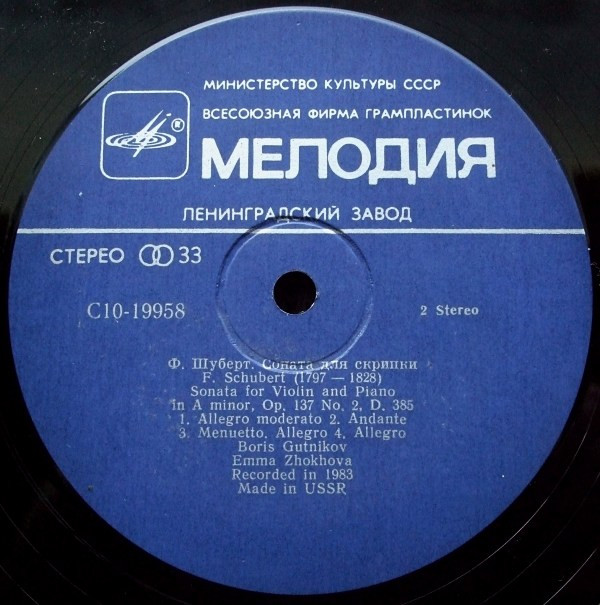 МИНИСТЕРСТВО КУЛЬТУРЫ СССР
ВСЕСОЮЗНАЯ ФИРМА ГРАМПЛАСТИНОК
®
МЕЛОДИЯ
ЛЕНИНГРАДСКИЙ ЗАВОД
СТЕРЕО 33
С10-19958
2 Stereo
Ф. Шуберт. Соната для скрипки
F. Schubert (1797 — 1828)
Sonata for Violin and Piano
In A minor, Op. 137 No. 2, D. 385
1. Allegro moderato 2. Andante
3. Menuetto. Allegro 4. Allegro
Boris Gutnikov
Emma Zhokhova
Recorded in 1983
Made in USSR